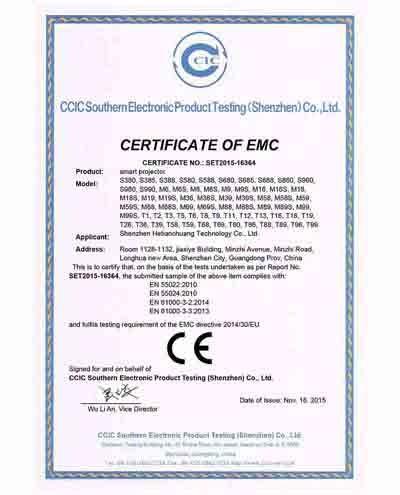 CCIC
CCIC Southern Electronic Product Testing (Shenzhen) Co., Ltd.
CERTIFICATE OF EMC
CERTIFICATE NO.: SET2015-16364
Product: smart projector
Model: S380, S385, S388, S580, S588, S680, S685, S688, S860, S960,
S980, S990, M6, M6S, M8, M8S, M9, M9S, M16, M16S, M18,
M18S, M19, M19S, M36, M36S, M38, M39, M39S, M58, M58S, M59,
M59S, M68, M68S, M69, M69S, M88, M88S, M89, M89S, M99,
M99S, T1, T2, T3, T5, T6, T8, T9, T11, T12, T13, T16, T18, T19,
T26, T36, T39, T58, T59, T68, T69, T80, T86, T88, T89, T96, T99
Applicant: Shenzhen Hebianhuang Technology Co., Ltd
Address: Room 1128-1132, jiaxiye Building, Minzhi Avenue, Minzhi Road,
Longhua new Area, Shenzhen City, Guangdong Prov, China
This is to certify that, on the basis of the tests undertaken as per Report No.
SET2015-16364, the submitted sample of the above item complies with:
EN 55022:2010
EN 55024:2010
EN 61000-3-2:2014
EN 61000-3-3:2013
and fulfils testing requirement of the EMC directive 2014/30/EU.
CE
Signed for and on behalf of
CCIC Southern Electronic Product Testing (Shenzhen) Co., Ltd.
Wu Li An, Vice Director
Date of Issue: Nov. 16, 2015
CCIC Southern Electronic Product Testing (Shenzhen) Co., Ltd